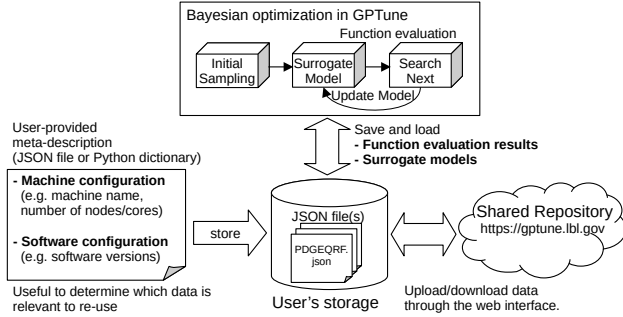 Bayesian optimization in GPTune
Function evaluation
Initial
Sampling
Surrogate
Model
Search
Next
Update Model
User-provided
meta-description
(JSON file or Python dictionary)
- Machine configuration
(e.g. machine name,
number of nodes/cores)
- Software configuration
(e.g. software versions)
Useful to determine which data is
relevant to re-use
store
Save and load
- Function evaluation results
- Surrogate models
JSON file(s)
PDGEQRF.
json
User's storage
Shared Repository
https://gptune.lbl.gov
Upload/download data
through the web interface.